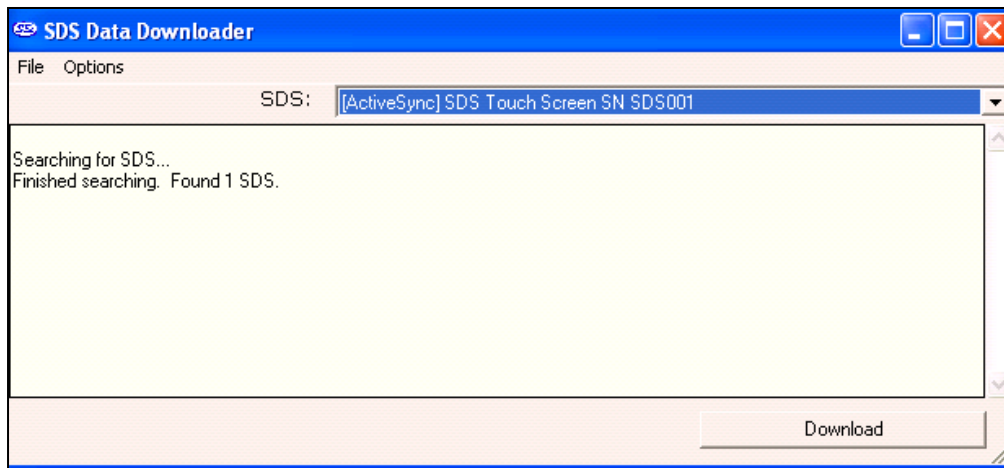 SDS Data Downloader
File Options
SDS: [ActiveSync] SDS Touch Screen SN SDS001
Searching for SDS...
Finished searching. Found 1 SDS.
Download